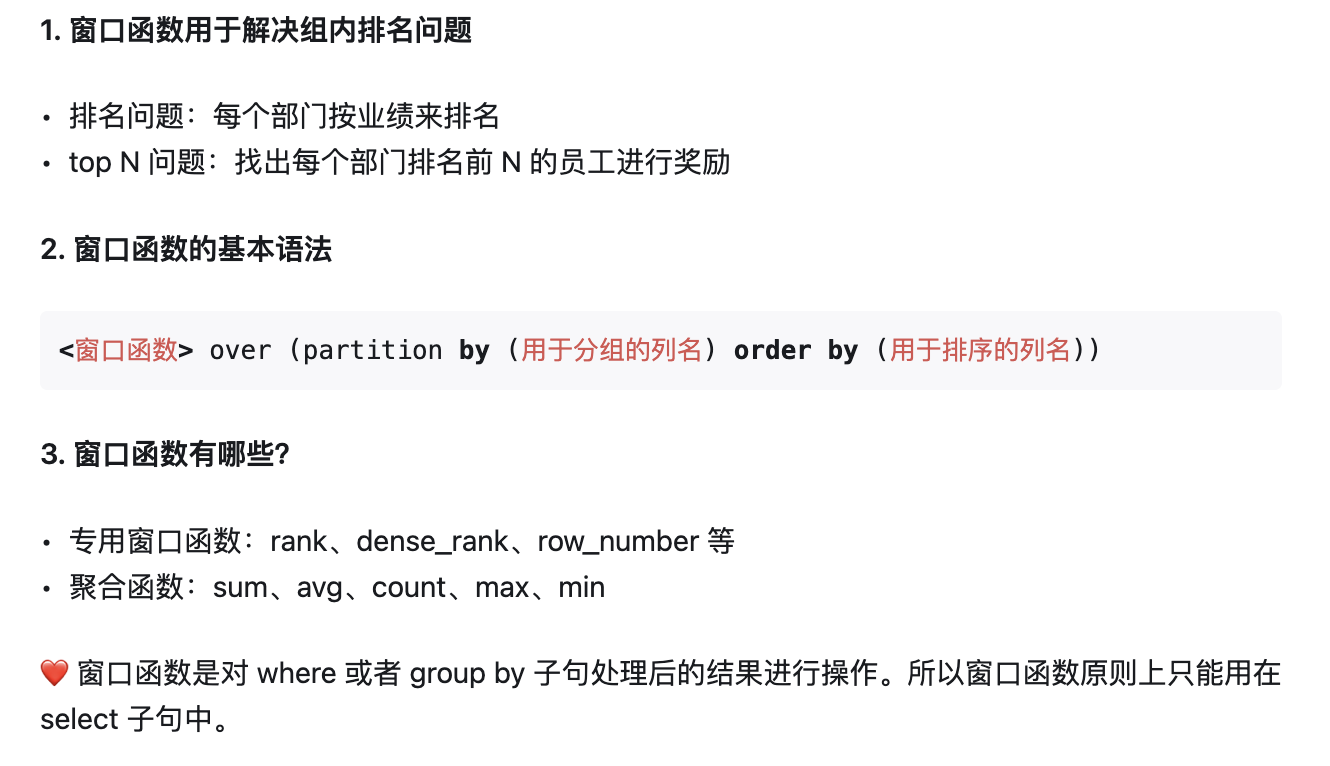 1. 窗口函数用于解决组内排名问题
• 排名问题：每个部门按业绩来排名
• top N 问题：找出每个部门排名前 N 的员工进行奖励
2. 窗口函数的基本语法
<窗口函数> over (partition by (用于分组的列名) order by (用于排序的列名))
3. 窗口函数有哪些?
• 专用窗口函数：rank、dense_rank、row_number 等
• 聚合函数：sum、avg、count、max、min
❤️ 窗口函数是对 where 或者 group by 子句处理后的结果进行操作。所以窗口函数原则上只能用在
select 子句中。